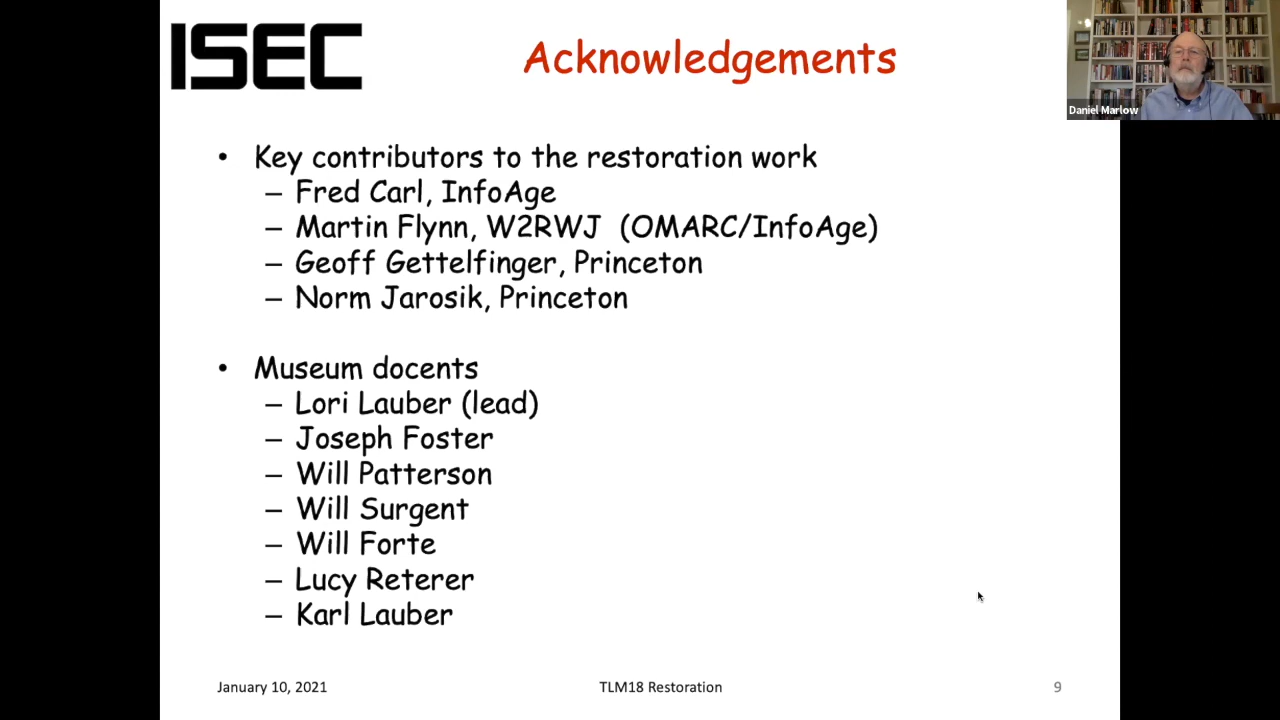 ISEC
Acknowledgements
Daniel Marlow
• Key contributors to the restoration work
– Fred Carl, InfoAge
– Martin Flynn, W2RWJ (OMARC/InfoAge)
– Geoff Gettelfinger, Princeton
– Norm Jarosik, Princeton
• Museum docents
– Lori Lauber (lead)
– Joseph Foster
– Will Patterson
– Will Surgent
– Will Forte
– Lucy Reterer
– Karl Lauber
January 10, 2021
TLM18 Restoration
9